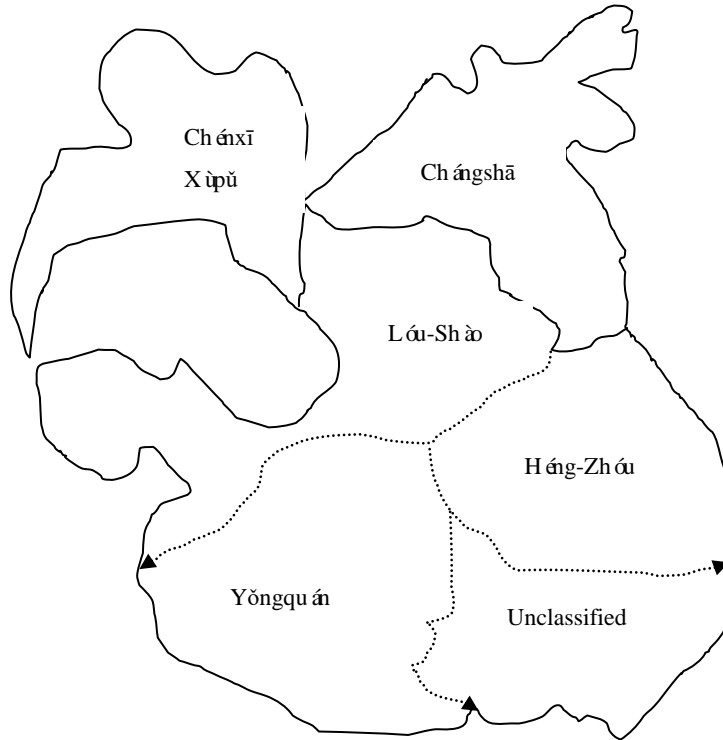 Chénxī
Xùpǔ
Chángshā
Lóu-Shào
Héng-Zhóu
Yǒngquán
Unclassified